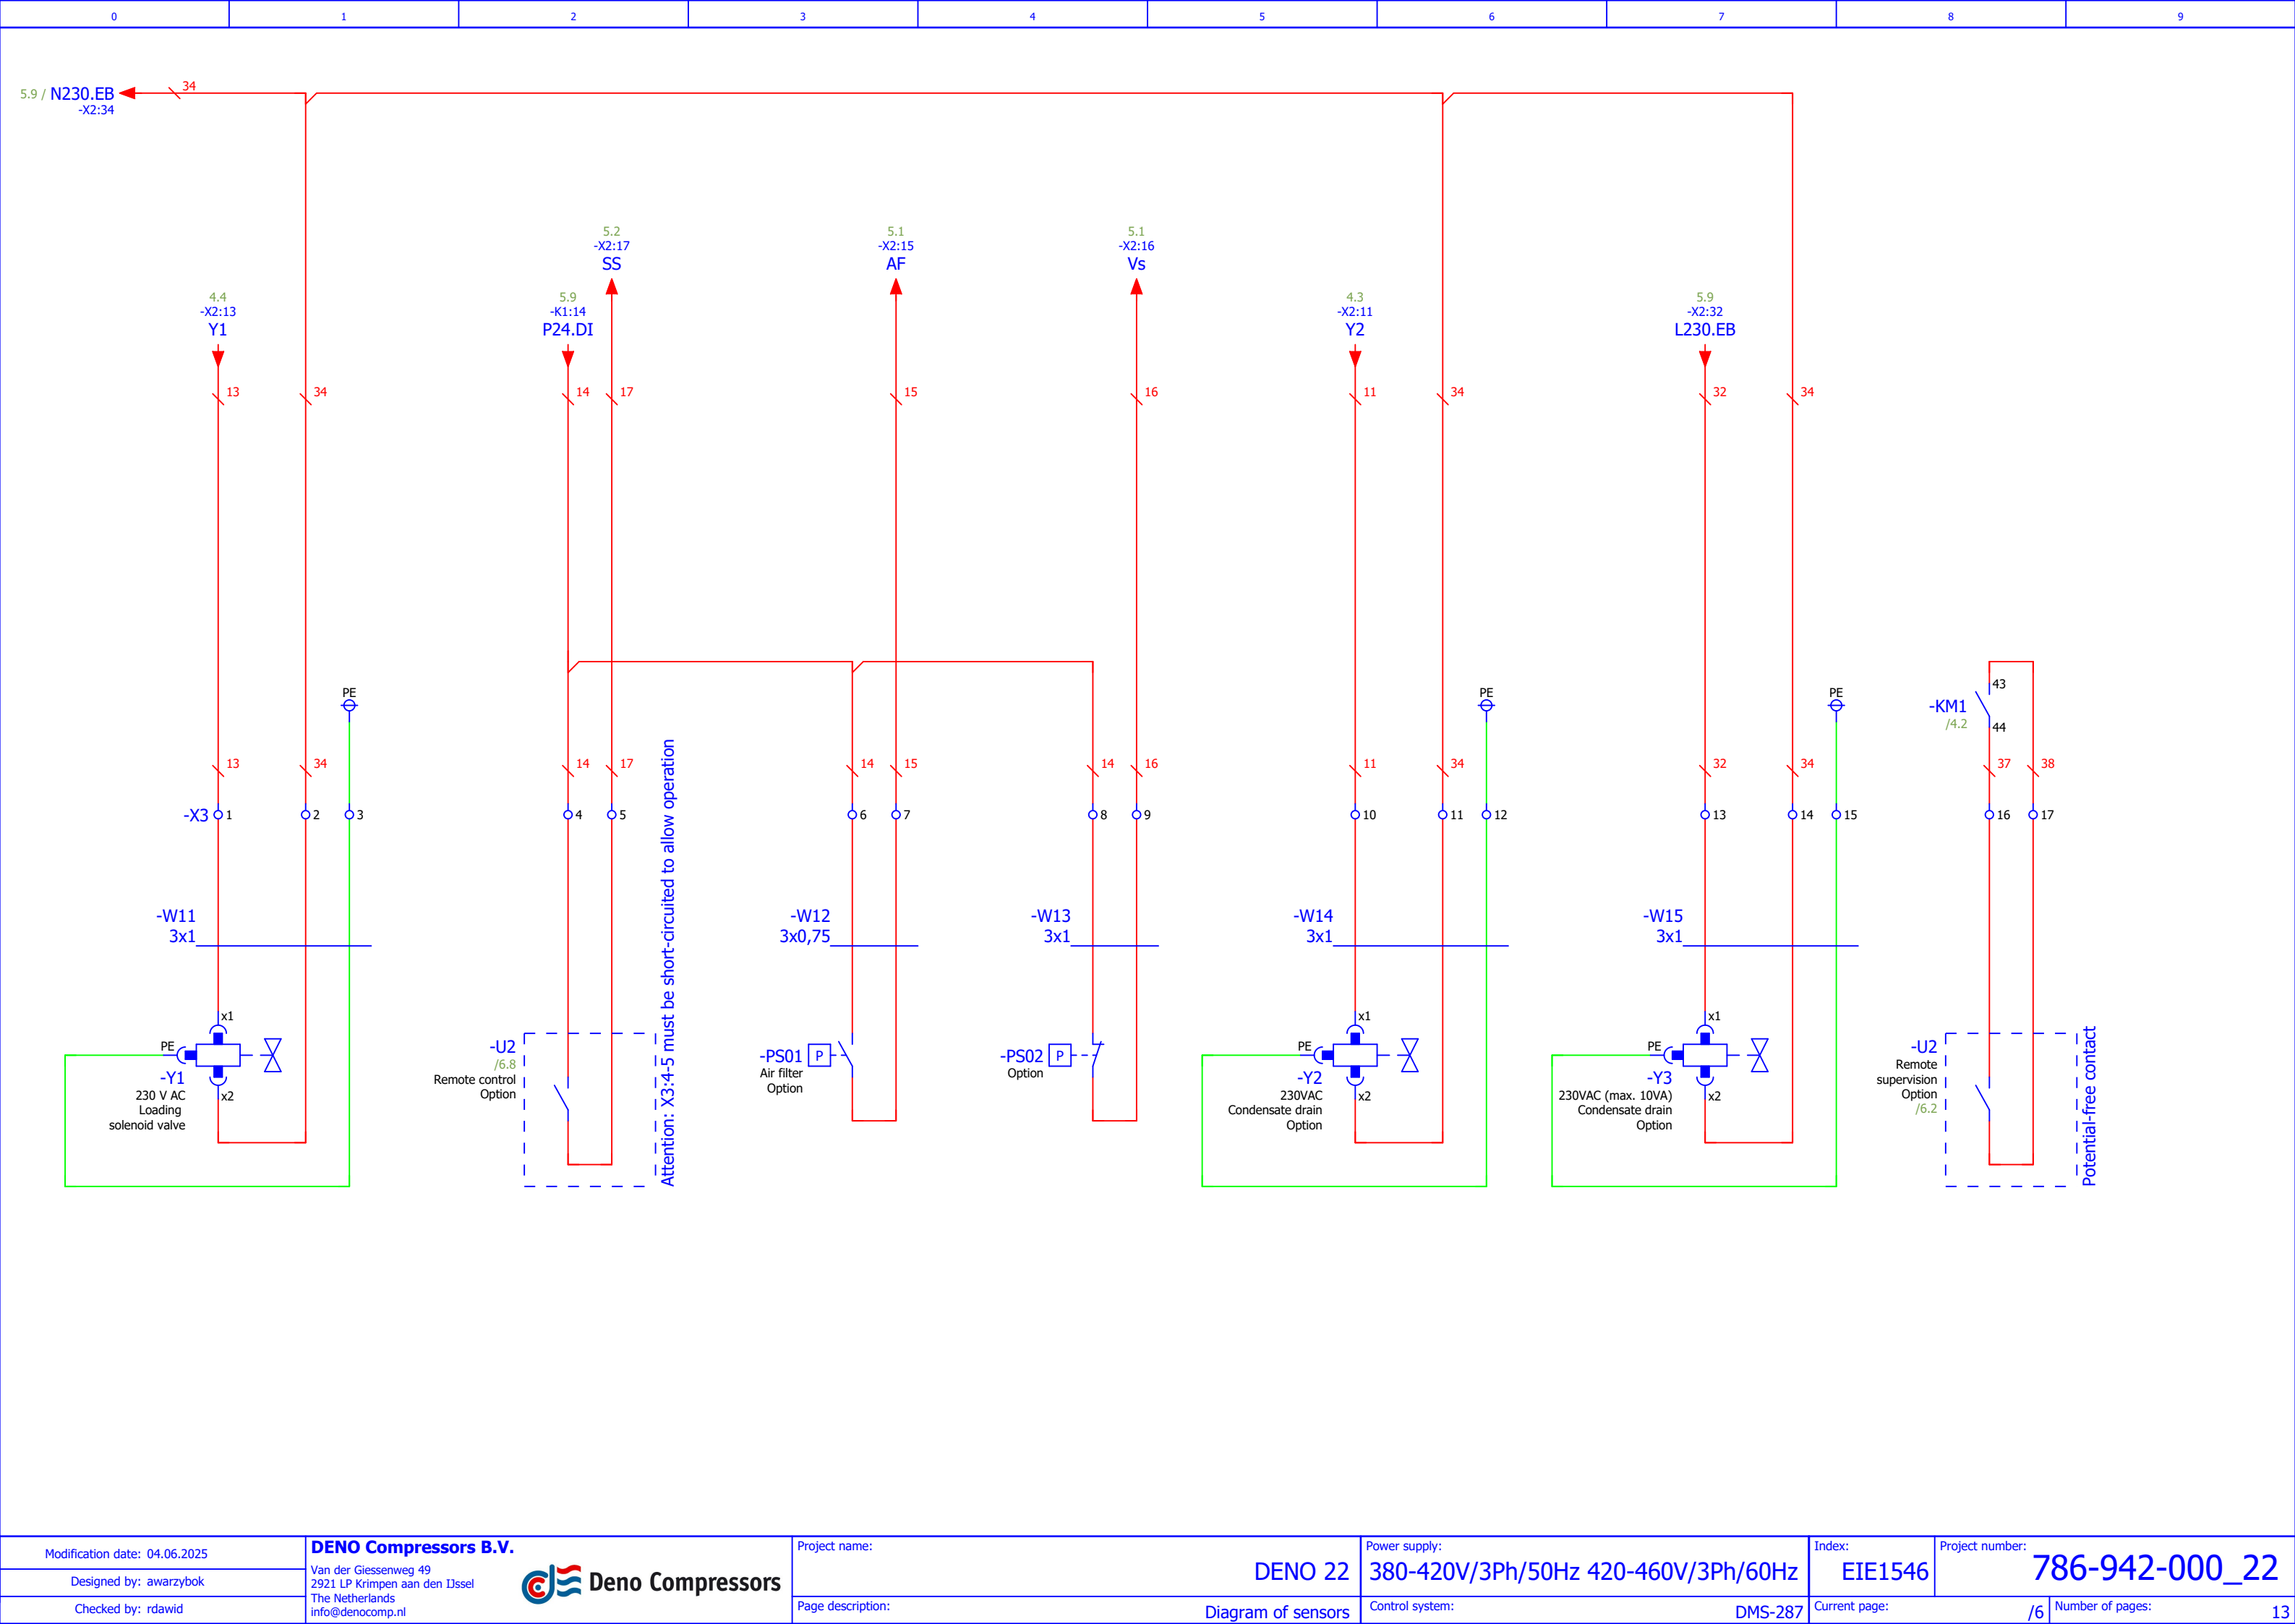 0 1 2 3 4 5 6 7 8 9
5.9 / N230.EB
-X2:34
34
5.2
-X2:17
SS
5.1
-X2:15
AF
5.1
-X2:16
Vs
4.4
-X2:13
Y1
5.9
-K1:14
P24.DI
4.3
-X2:11
Y2
5.9
-X2:32
L230.EB
13 34 14 17 15 16 11 34 32 34
PE PE PE
-KM1
/4.2
43
44
13 34 14 17 14 15 14 16 11 34 32 34 37 38
-X3 1 2 3 4 5 6 7 8 9 10 11 12 13 14 15 16 17
-W11
3x1
-W12
3x0,75
-W13
3x1
-W14
3x1
-W15
3x1
x1
PE
-Y1
x2
230 V AC
Loading
solenoid valve
-U2
/6.8
Remote control
Option
Attention: X3:4-5 must be short-circuited to allow operation
-PS01 P
Air filter
Option
-PS02 P
Option
x1
PE
-Y2
x2
230VAC
Condensate drain
Option
x1
PE
-Y3
x2
230VAC (max. 10VA)
Condensate drain
Option
-U2
Remote
supervision
Option
/6.2
Potential-free contact
Modification date: 04.06.2025
Designed by: awarzybok
Checked by: rdawid
DENO Compressors B.V.
Van der Giessenweg 49
2921 LP Krimpen aan den IJssel
The Netherlands
info@denocomp.nl
Deno Compressors
Project name:
DENO 22
Page description:
Diagram of sensors
Power supply:
380-420V/3Ph/50Hz 420-460V/3Ph/60Hz
Control system:
DMS-287
Index:
EIE1546
Project number:
786-942-000_22
Current page:
/6
Number of pages:
13